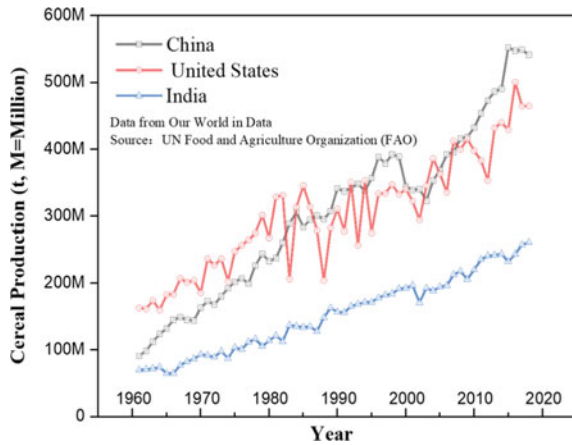 600M
500M
400M
300M
200M
100M
0
Cereal Production (t, M=Million)
China
United States
India
Data from Our World in Data
Source： UN Food and Agriculture Organization (FAO)
1960 1970 1980 1990 2000 2010 2020
Year